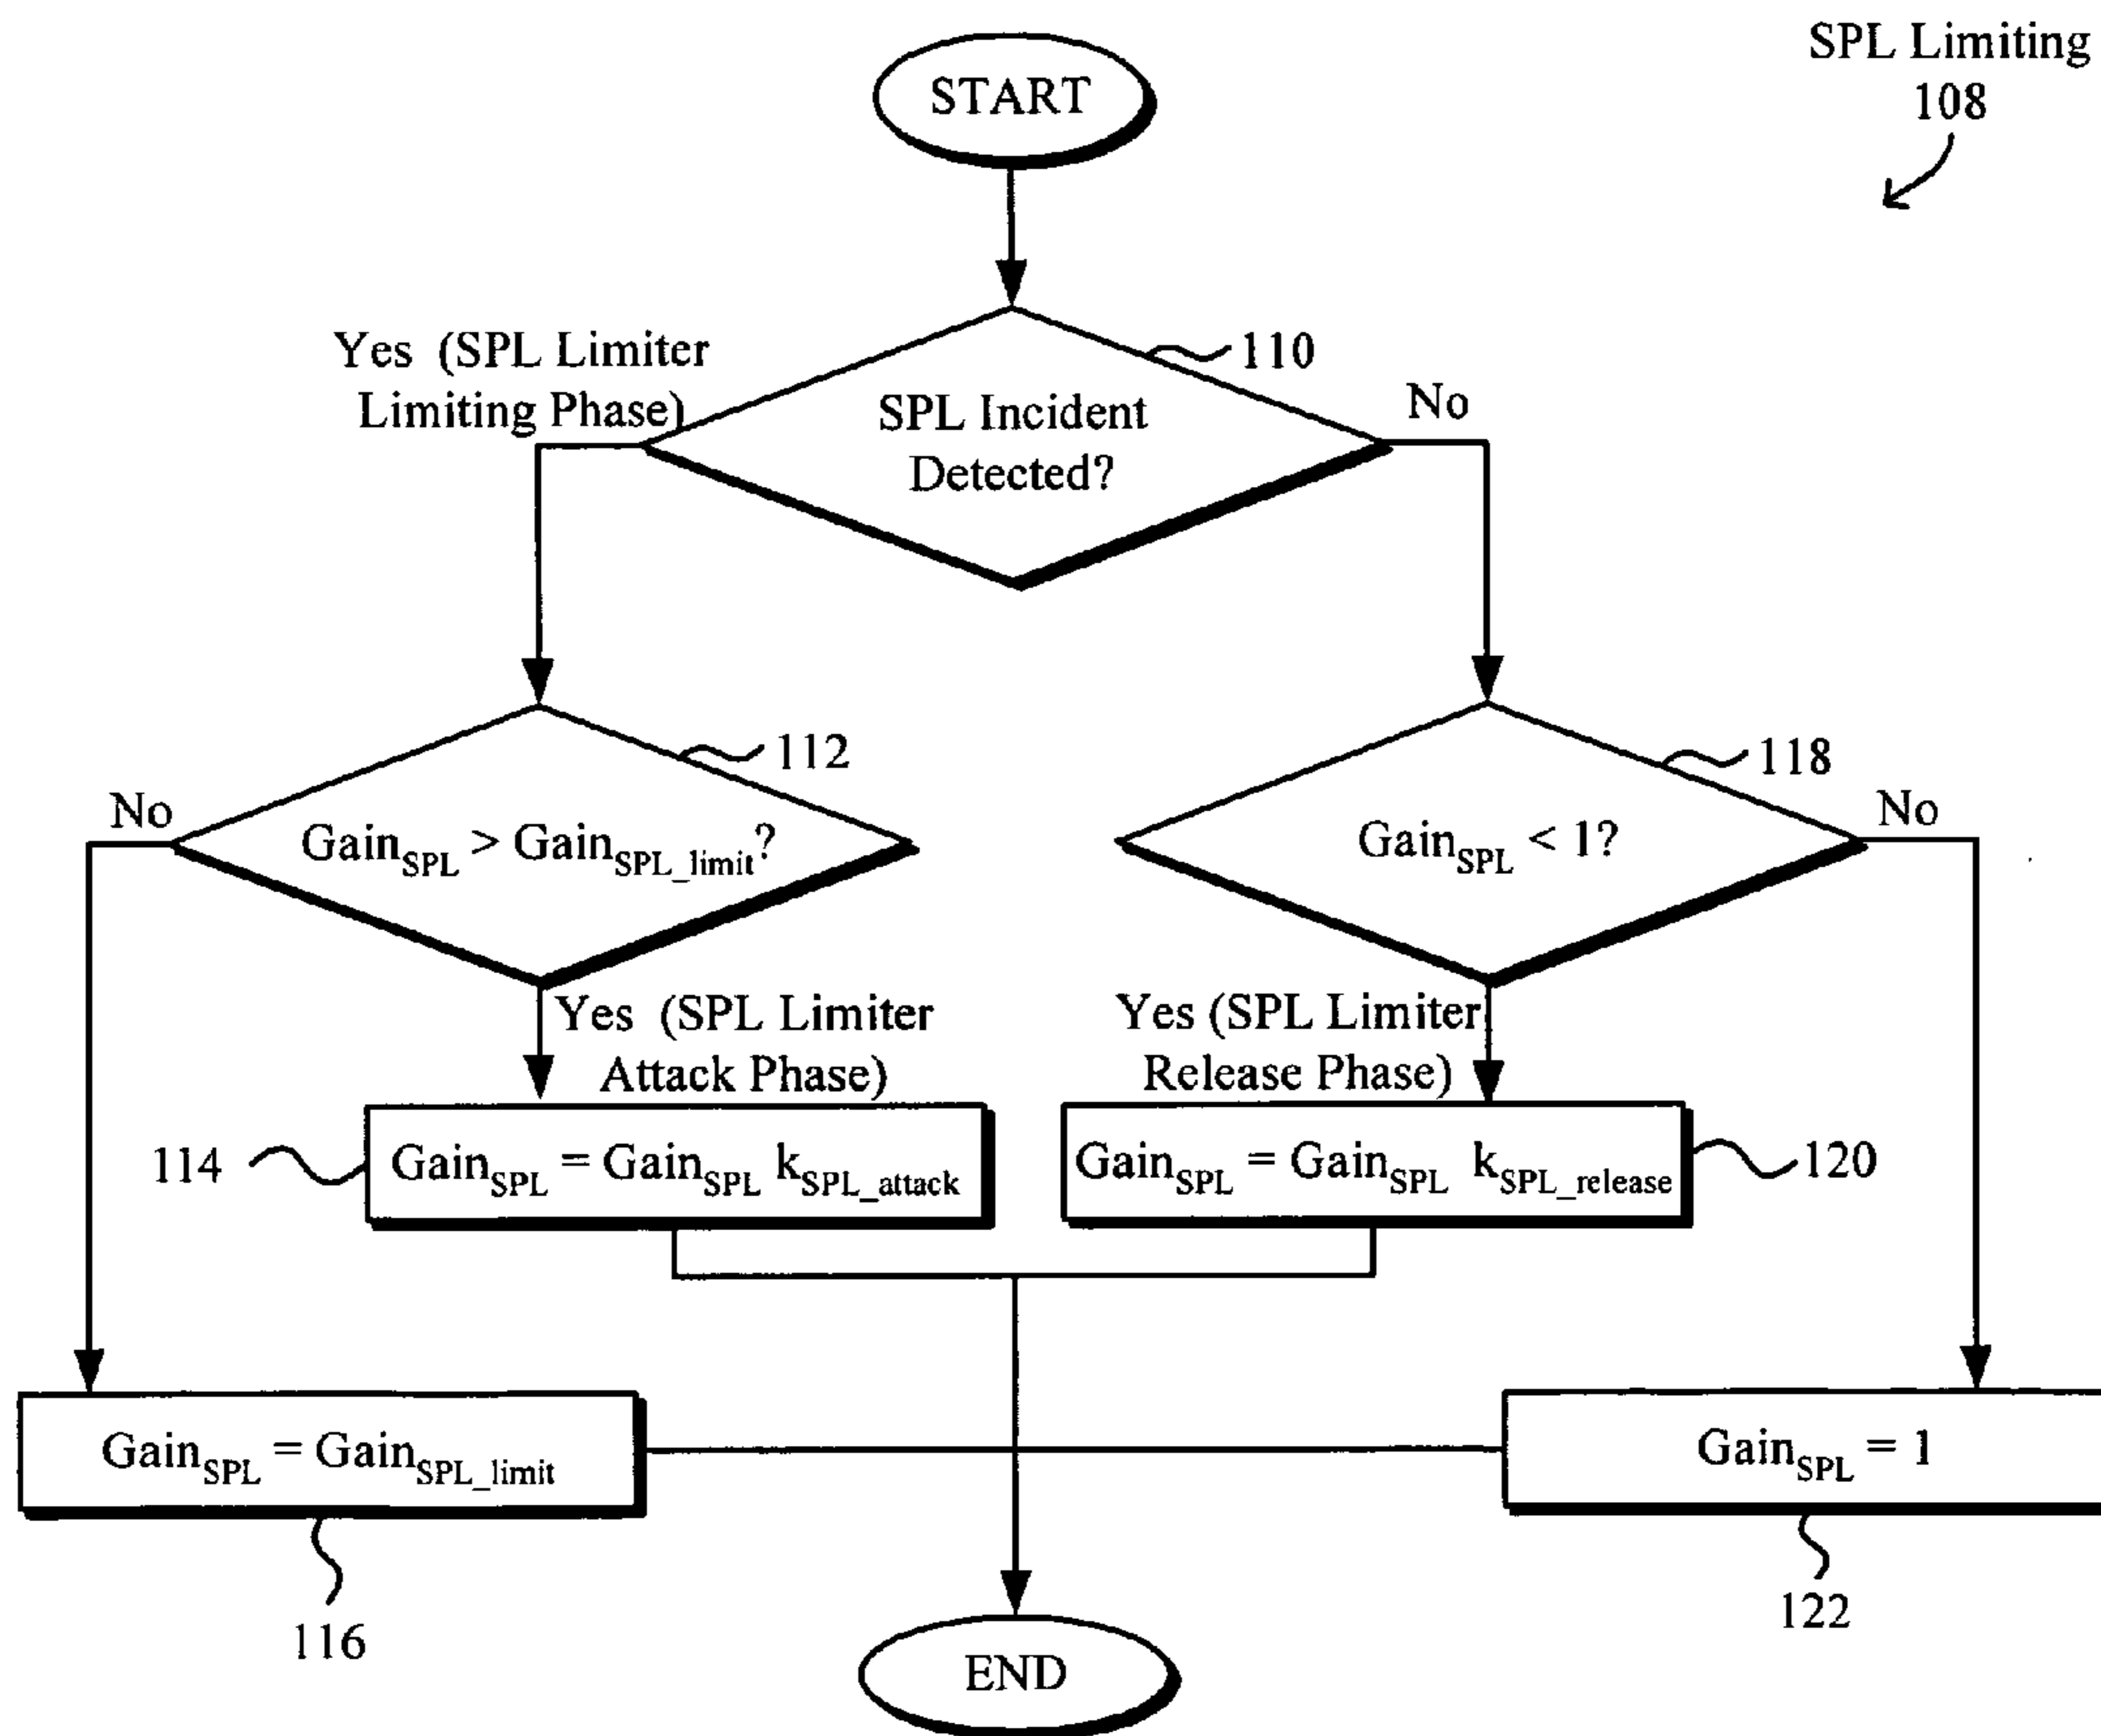 SPL Limiting
108
START
Yes (SPL Limiter
Limiting Phase)
110
No
SPL Incident
Detected?
112
118
No
GainSPL > GainSPL_limit?
GainSPL < 1?
No
Yes (SPL Limiter
Attack Phase)
Yes (SPL Limiter
Release Phase)
114
GainSPL = GainSPL kSPL_attack
GainSPL = GainSPL kSPL_release
120
GainSPL = GainSPL_limit
GainSPL = 1
116
122
END